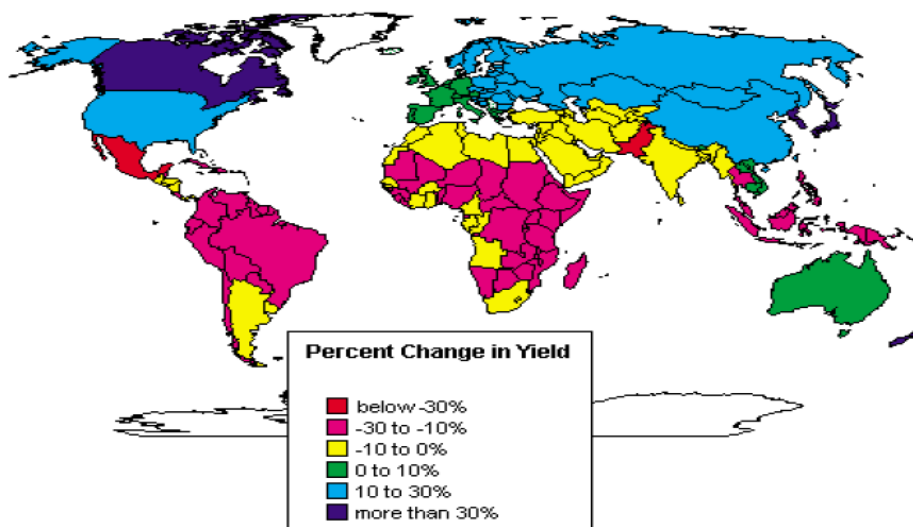 Percent Change in Yield
below -30%
-30 to -10%
-10 to 0%
0 to 10%
10 to 30%
more than 30%